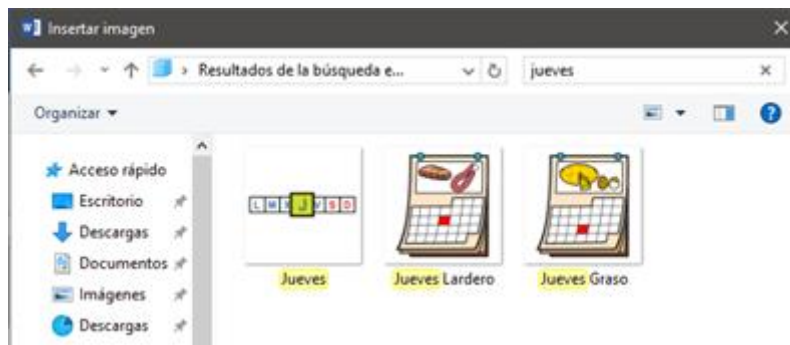 Insertar imagen
Resultados de la búsqueda e...
jueves
Organizar
Acceso rápido
Escritorio
Descargas
Documentos
Imágenes
Descargas
L M X J V S D
Jueves
Jueves Lardero
Jueves Graso